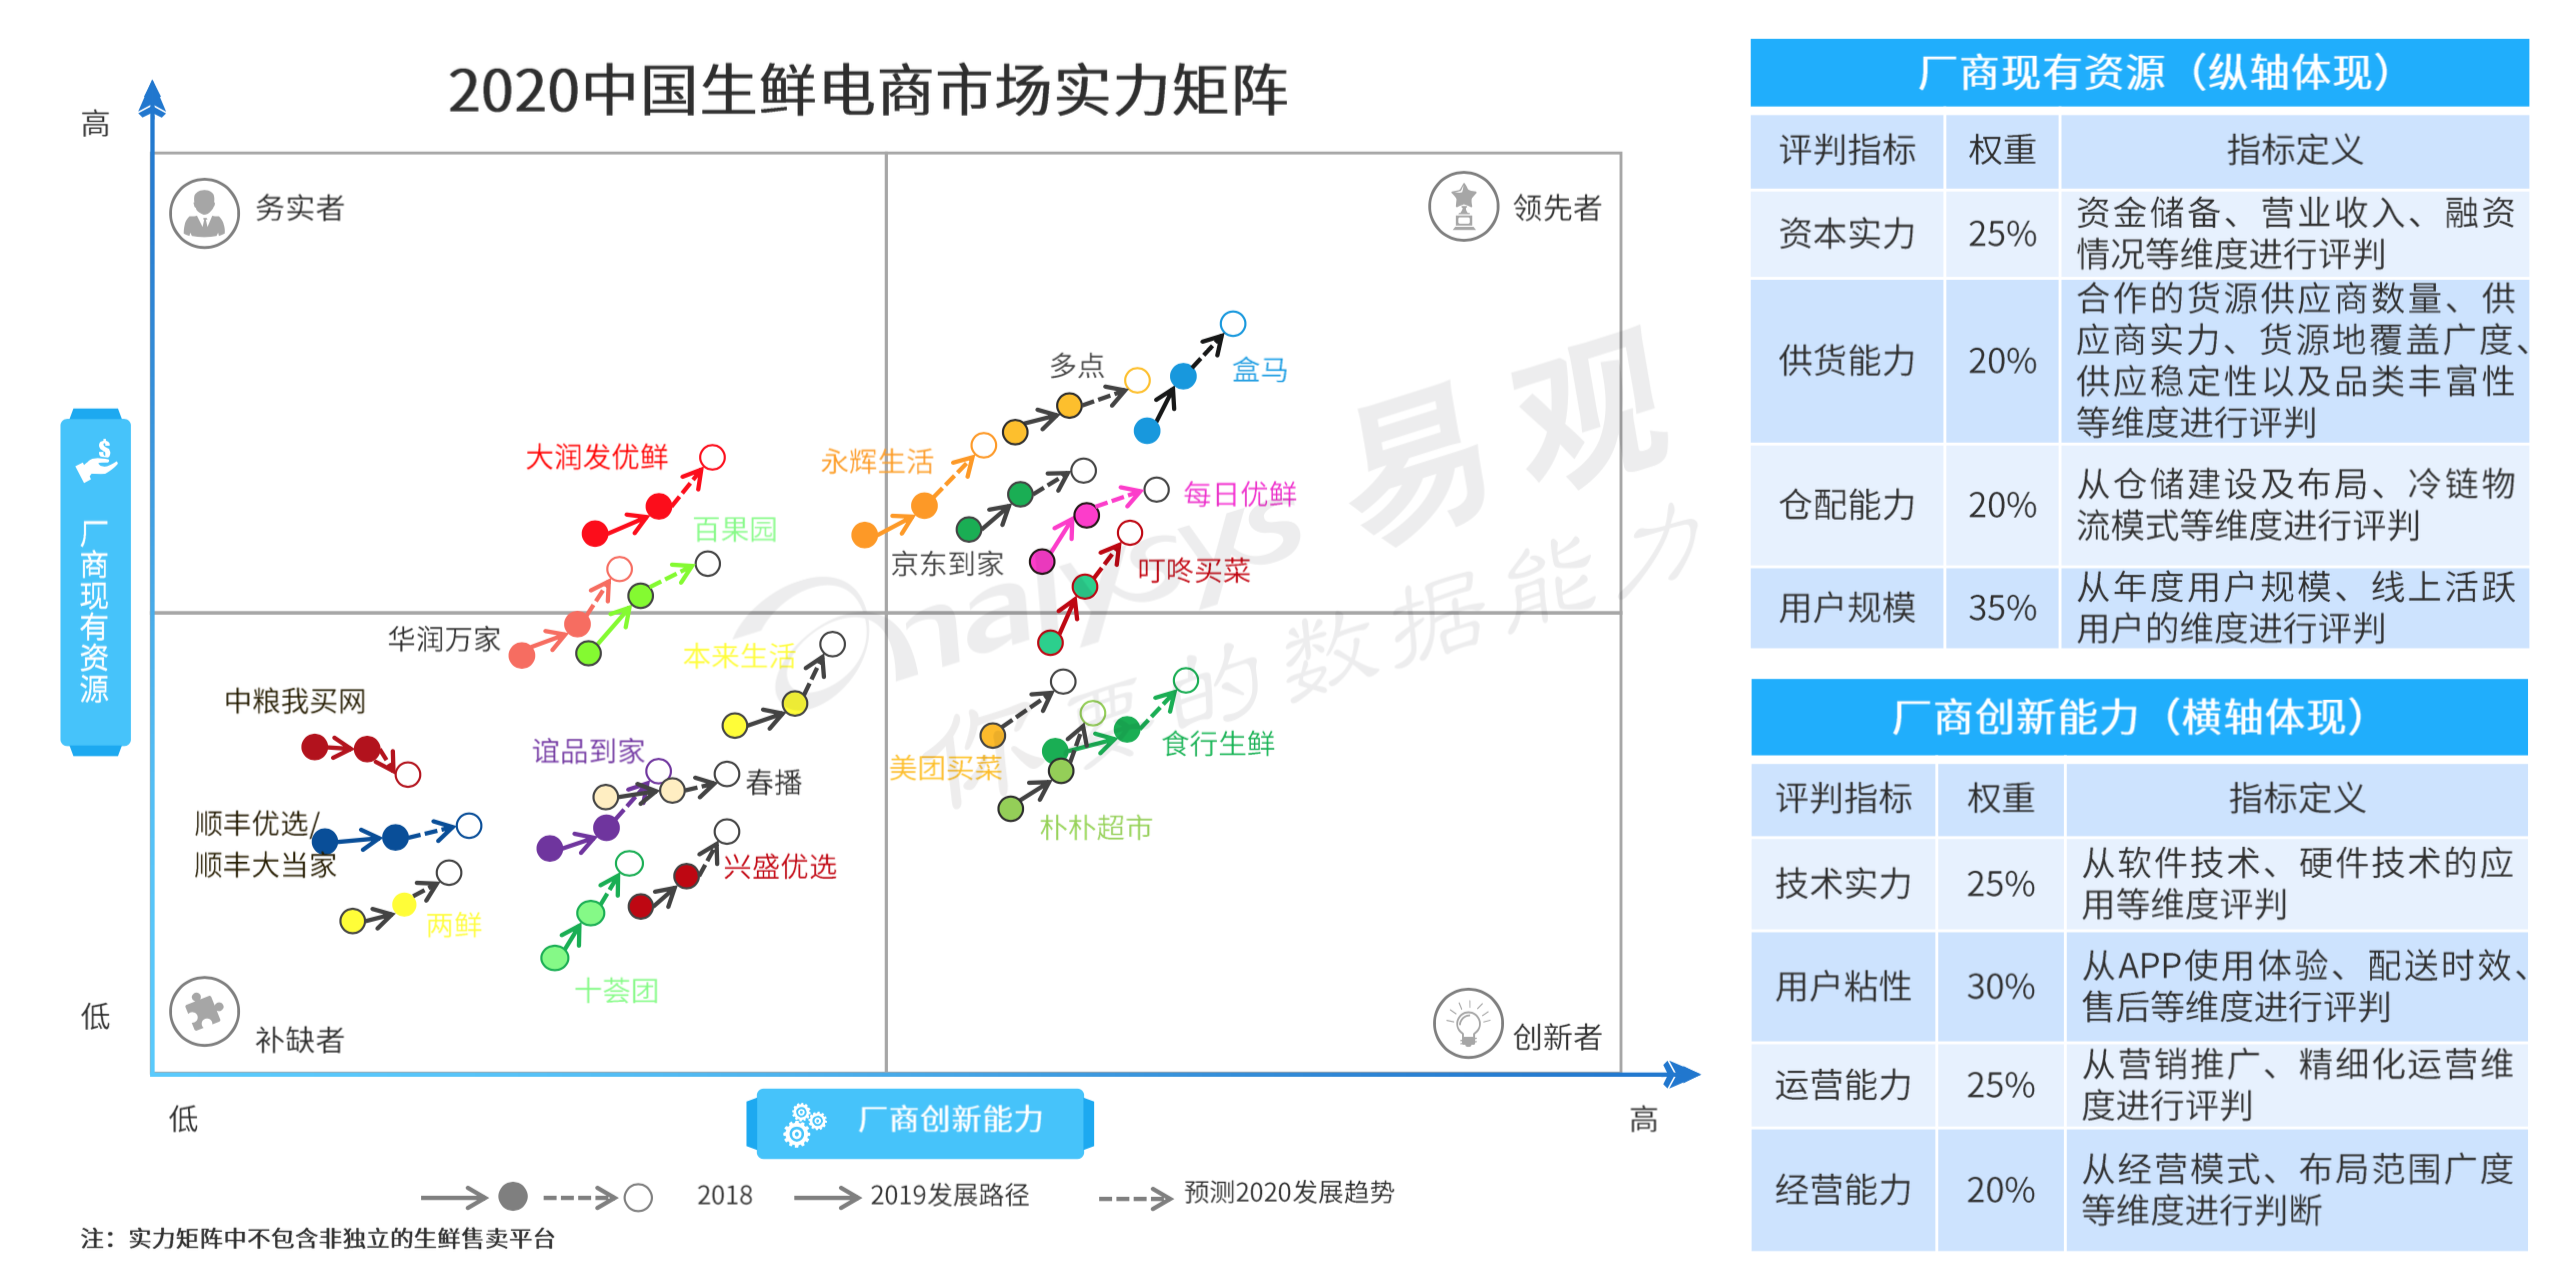 2020中国生鲜电商市场实力矩阵
高
务实者
领先者
多点
盒马
大润发优鲜
永辉生活
每日优鲜
百果园
京东到家
叮咚买菜
华润万家
本来生活
中粮我买网
谊品到家
春播
美团买菜
食行生鲜
顺丰优选/
顺丰大当家
朴朴超市
兴盛优选
两鲜
十荟团
补缺者
创新者
低
低
高
厂商现有资源
厂商创新能力
analysys 易观
你要的数据能力
2018
2019发展路径
预测2020发展趋势
注：实力矩阵中不包含非独立的生鲜售卖平台
厂商现有资源（纵轴体现）
评判指标 权重 指标定义
资本实力 25% 资金储备、营业收入、融资
情况等维度进行评判
供货能力 20% 合作的货源供应商数量、供
应商实力、货源地覆盖广度、
供应稳定性以及品类丰富性
等维度进行评判
仓配能力 20% 从仓储建设及布局、冷链物
流模式等维度进行评判
用户规模 35% 从年度用户规模、线上活跃
用户的维度进行评判
厂商创新能力（横轴体现）
评判指标 权重 指标定义
技术实力 25% 从软件技术、硬件技术的应
用等维度评判
用户粘性 30% 从APP使用体验、配送时效、
售后等维度进行评判
运营能力 25% 从营销推广、精细化运营维
度进行评判
经营能力 20% 从经营模式、布局范围广度
等维度进行判断